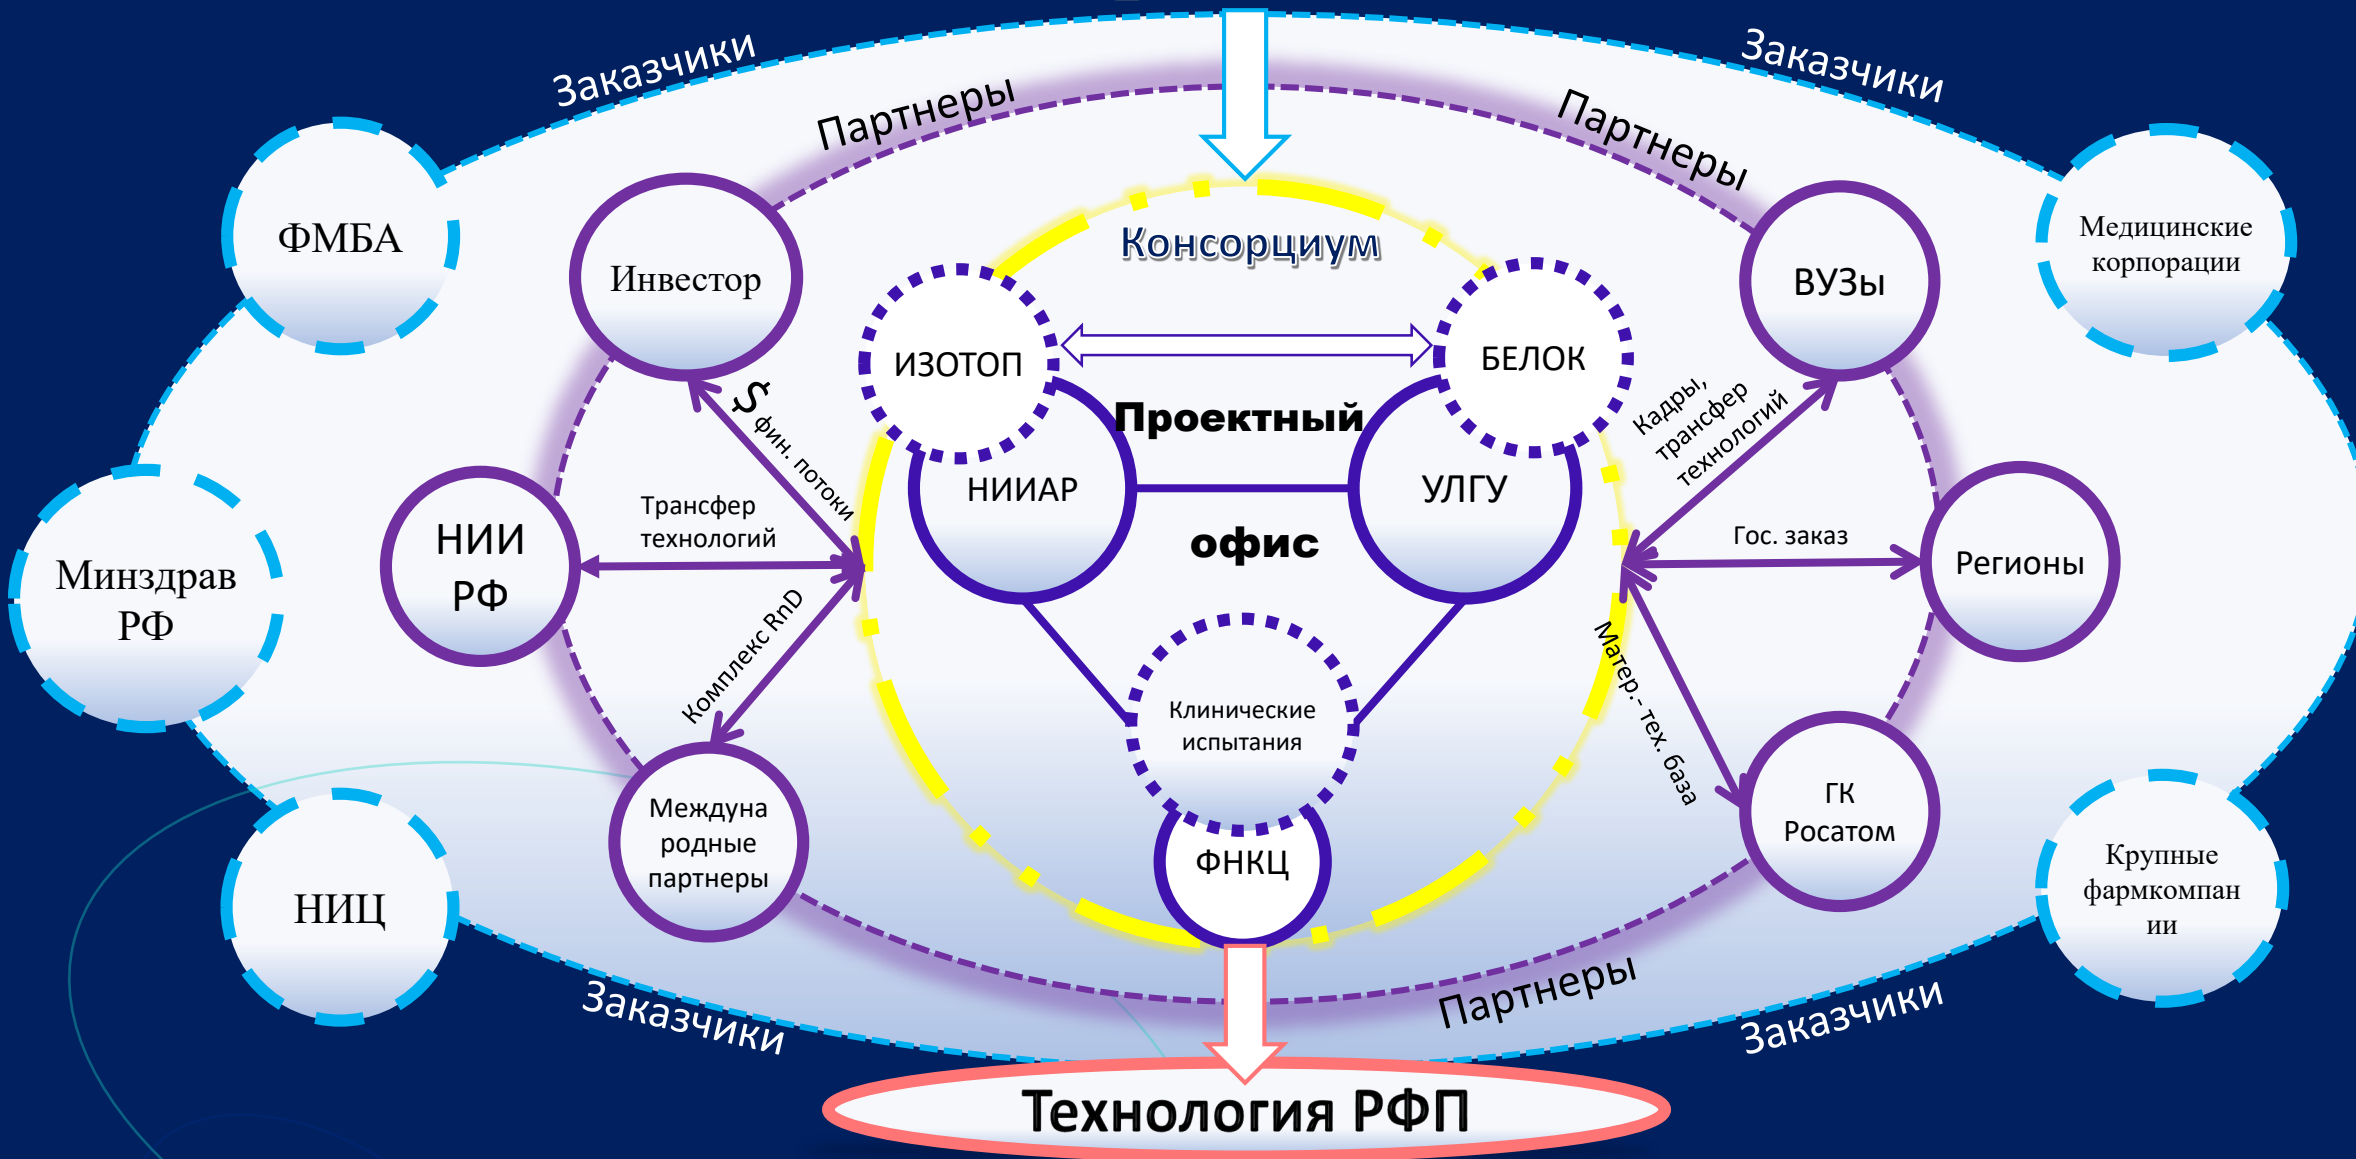 Заказчики
Заказчики
Партнеры
Партнеры
ФМБА
Инвестор
Консорциум
ВУЗы
Медицинские
корпорации
ИЗОТОП
БЕЛОК
$ фин. потоки
Проектный
Кадры,
трансфер
технологий
НИИАР
УЛГУ
НИИ
РФ
Трансфер
технологий
офис
Гос. заказ
Регионы
Минздрав
РФ
Комплекс RnD
Матер.- тех. база
Клинические
испытания
Междуна
родные
партнеры
ФНКЦ
ГК
Росатом
НИЦ
Крупные
фармкомпан
ии
Заказчики
Партнеры
Заказчики
Технология РФП